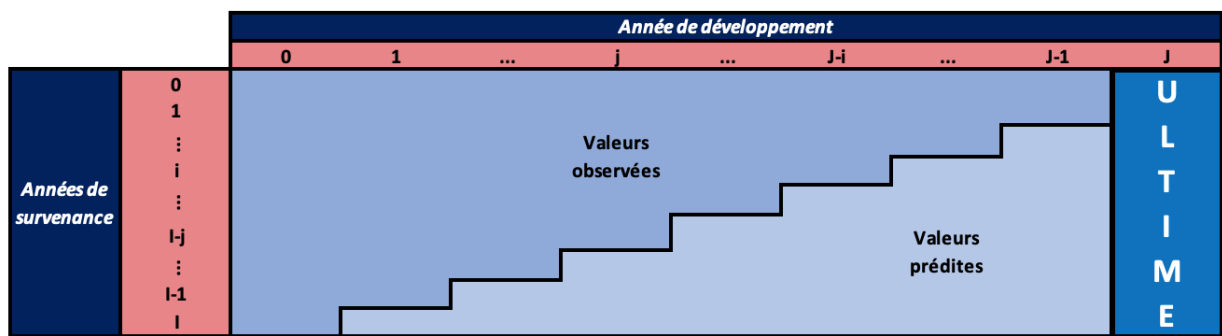 Année de développement
0 1 ... j ... J-i ... J-1 J
Années de survenance
0
1
⋮
i
⋮
I-j
⋮
I-1
I
Valeurs
observées
Valeurs
prédites
U
L
T
I
M
E